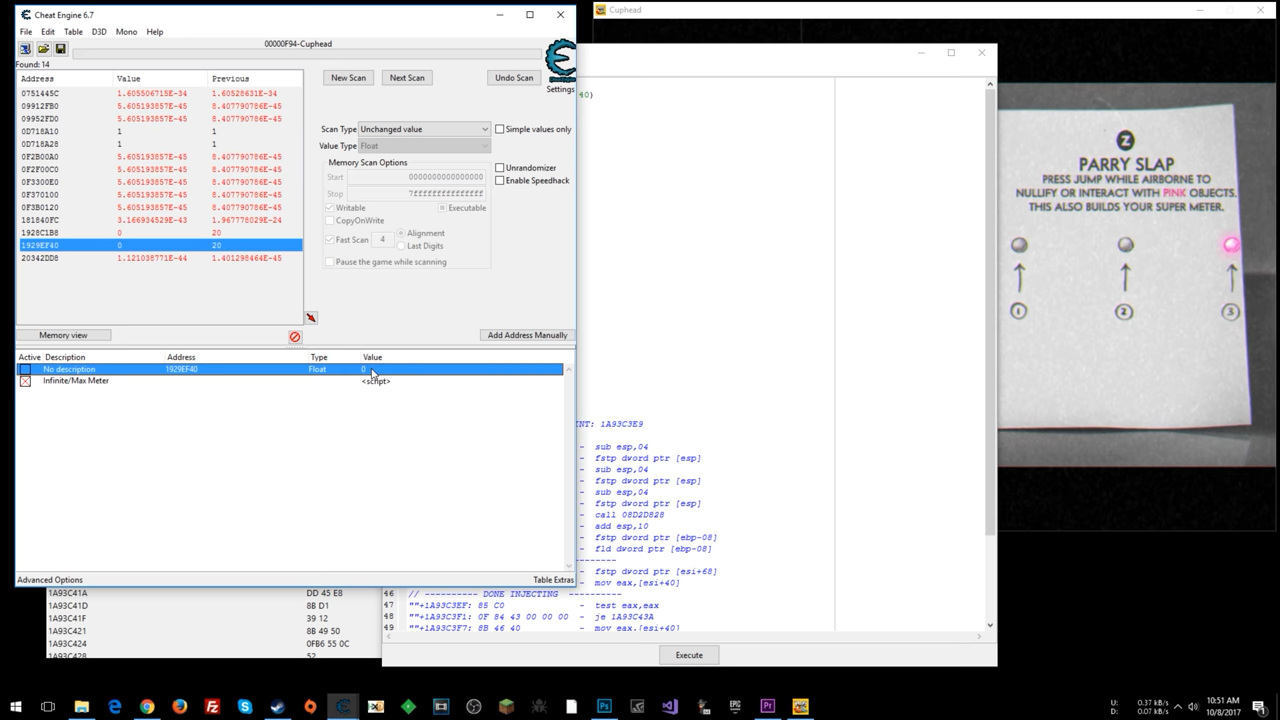 Cheat Engine 6.7
File Edit Table D3D Mono Help
00000F94-Cuphead
Found: 14
Address Value Previous
0751445C 1.605506715E-34 1.60528631E-34
09912FB0 5.605193857E-45 8.407790786E-45
09952FD0 5.605193857E-45 8.407790786E-45
0D718A10 1 1
0D718A28 1 1
0F2B00A0 5.605193857E-45 8.407790786E-45
0F2F00C0 5.605193857E-45 8.407790786E-45
0F3300E0 5.605193857E-45 8.407790786E-45
0F370100 5.605193857E-45 8.407790786E-45
0F3B0120 5.605193857E-45 8.407790786E-45
181840FC 3.166934529E-43 1.967778029E-24
1928C1B8 0 20
1929EF40 0 20
20342DD8 1.121038771E-44 1.401298464E-45
New Scan Next Scan Undo Scan
Settings
Scan Type Unchanged value Simple values only
Value Type Float
Memory Scan Options
Start 0000000000000000
Stop 7fffffffffffffff
Writable Executable
CopyOnWrite
Fast Scan 4 Alignment
Last Digits
Pause the game while scanning
Unrandomizer
Enable Speedhack
Memory view Add Address Manually
Active Description Address Type Value
No description 1929EF40 Float 0
Infinite/Max Meter <script>
Advanced Options Table Extras
Cuphead
40)
INT: 1A93C3E9
- sub esp,04
- fstp dword ptr [esp]
- sub esp,04
- fstp dword ptr [esp]
- sub esp,04
- fstp dword ptr [esp]
- call 08D2D828
- add esp,10
- fstp dword ptr [ebp-08]
- fld dword ptr [ebp-08]
---------
- fstp dword ptr [esi+68]
- mov eax,[esi+40]
46 // ---------- DONE INJECTING ----------
47 ""+1A93C3EF: 85 C0 - test eax,eax
48 ""+1A93C3F1: 0F 84 43 00 00 00 - je 1A93C43A
49 ""+1A93C3F7: 8B 46 40 - mov eax,[esi+40]
Execute
1A93C41A DD 45 E8
1A93C41D 8B D1
1A93C41F 39 12
1A93C421 8B 49 50
1A93C424 0FB6 55 0C
1A93C428 52
Z
PARRY SLAP
PRESS JUMP WHILE AIRBORNE TO
NULLIFY OR INTERACT WITH PINK OBJECTS.
THIS ALSO BUILDS YOUR SUPER METER.
1 2 3
U: 0.37 kB/s
D: 0.07 kB/s
10:51 AM
10/8/2017